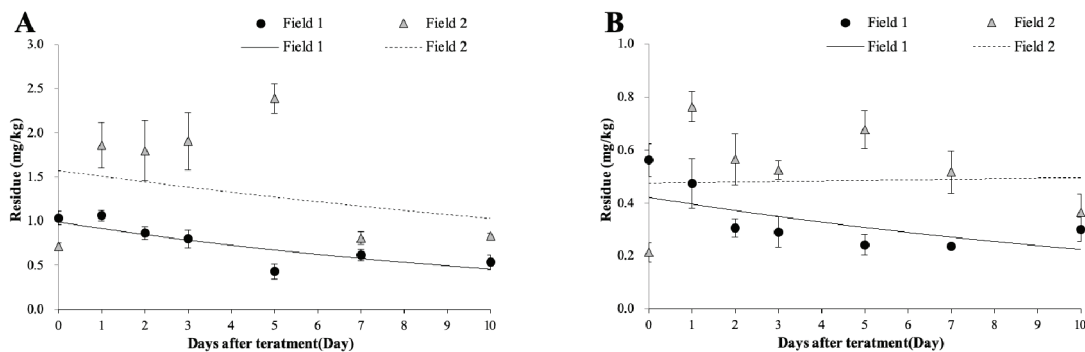 A
Field 1
Field 2
Field 1
Field 2
3.0
2.5
2.0
1.5
1.0
0.5
0.0
Residue (mg/kg)
0 1 2 3 4 5 6 7 8 9 10
Days after teratment(Day)
B
Field 1
Field 2
Field 1
Field 2
1.0
0.8
0.6
0.4
0.2
0.0
Residue (mg/kg)
0 1 2 3 4 5 6 7 8 9 10
Days after teratment(Day)